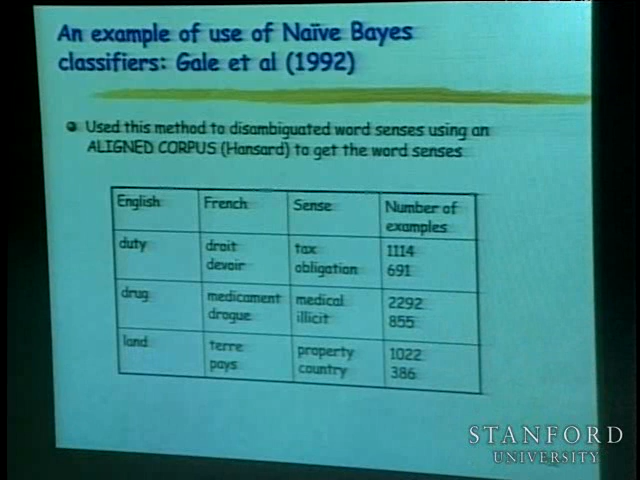 An example of use of Naïve Bayes
classifiers: Gale et al (1992)
Used this method to disambiguated word senses using an
ALIGNED CORPUS (Hansard) to get the word senses
English French Sense Number of
examples
duty droit tax 1114
devoir obligation 691
drug medicament medical 2292
drogue illicit 855
land terre property 1022
pays country 386
STANFORD
UNIVERSITY